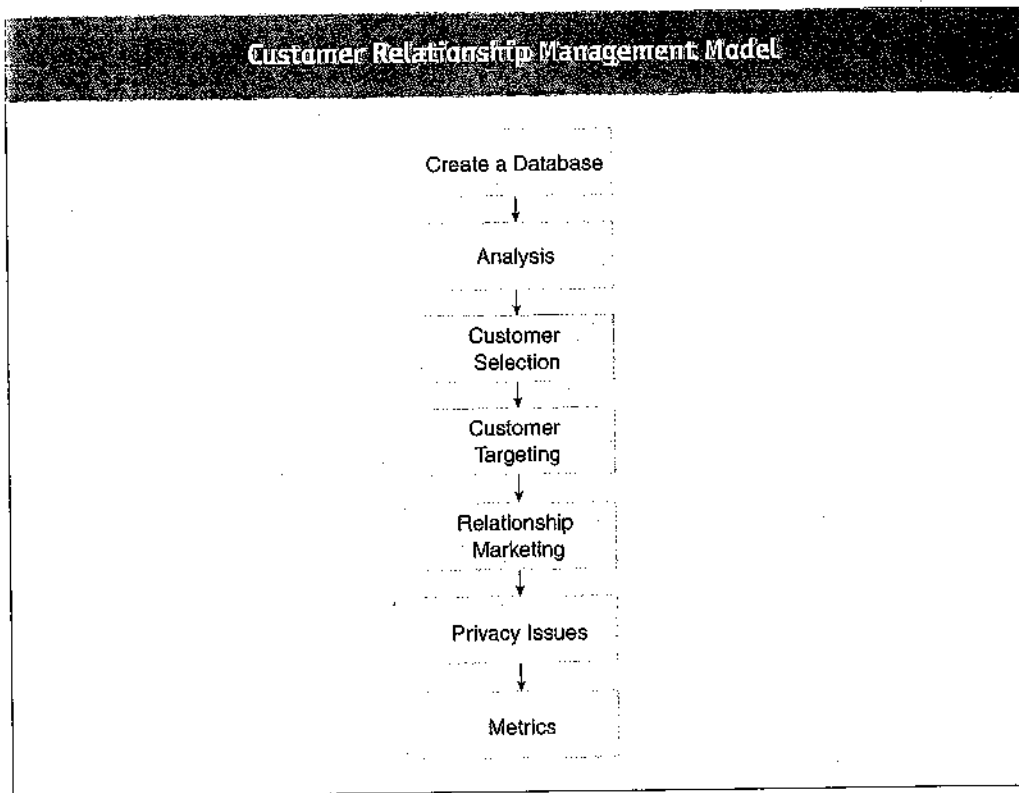 Customer Relationship Management Model
Create a Database
Analysis
Customer
Selection
Customer
Targeting
Relationship
Marketing
Privacy Issues
Metrics